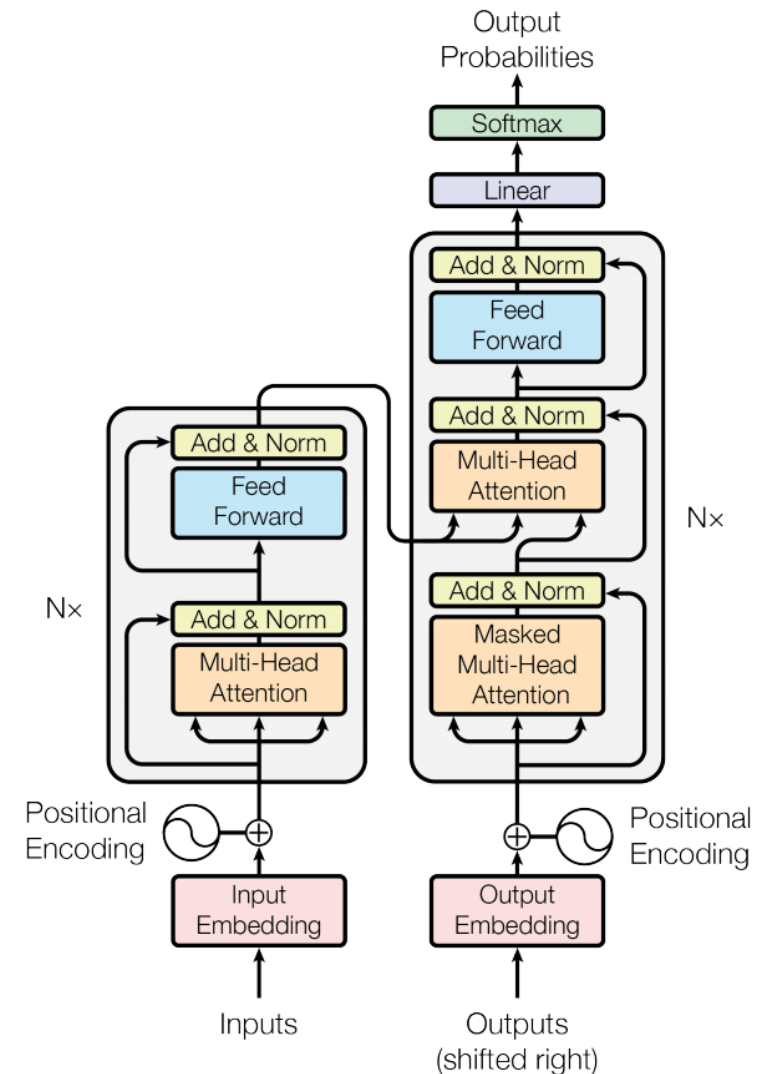 Output
Probabilities
Softmax
Linear
Add & Norm
Feed
Forward
Add & Norm
Multi-Head
Attention
Add & Norm
Masked
Multi-Head
Attention
Nx
Add & Norm
Feed
Forward
Add & Norm
Multi-Head
Attention
N×
Positional
Encoding
Positional
Encoding
Input
Embedding
Output
Embedding
Inputs
Outputs
(shifted right)